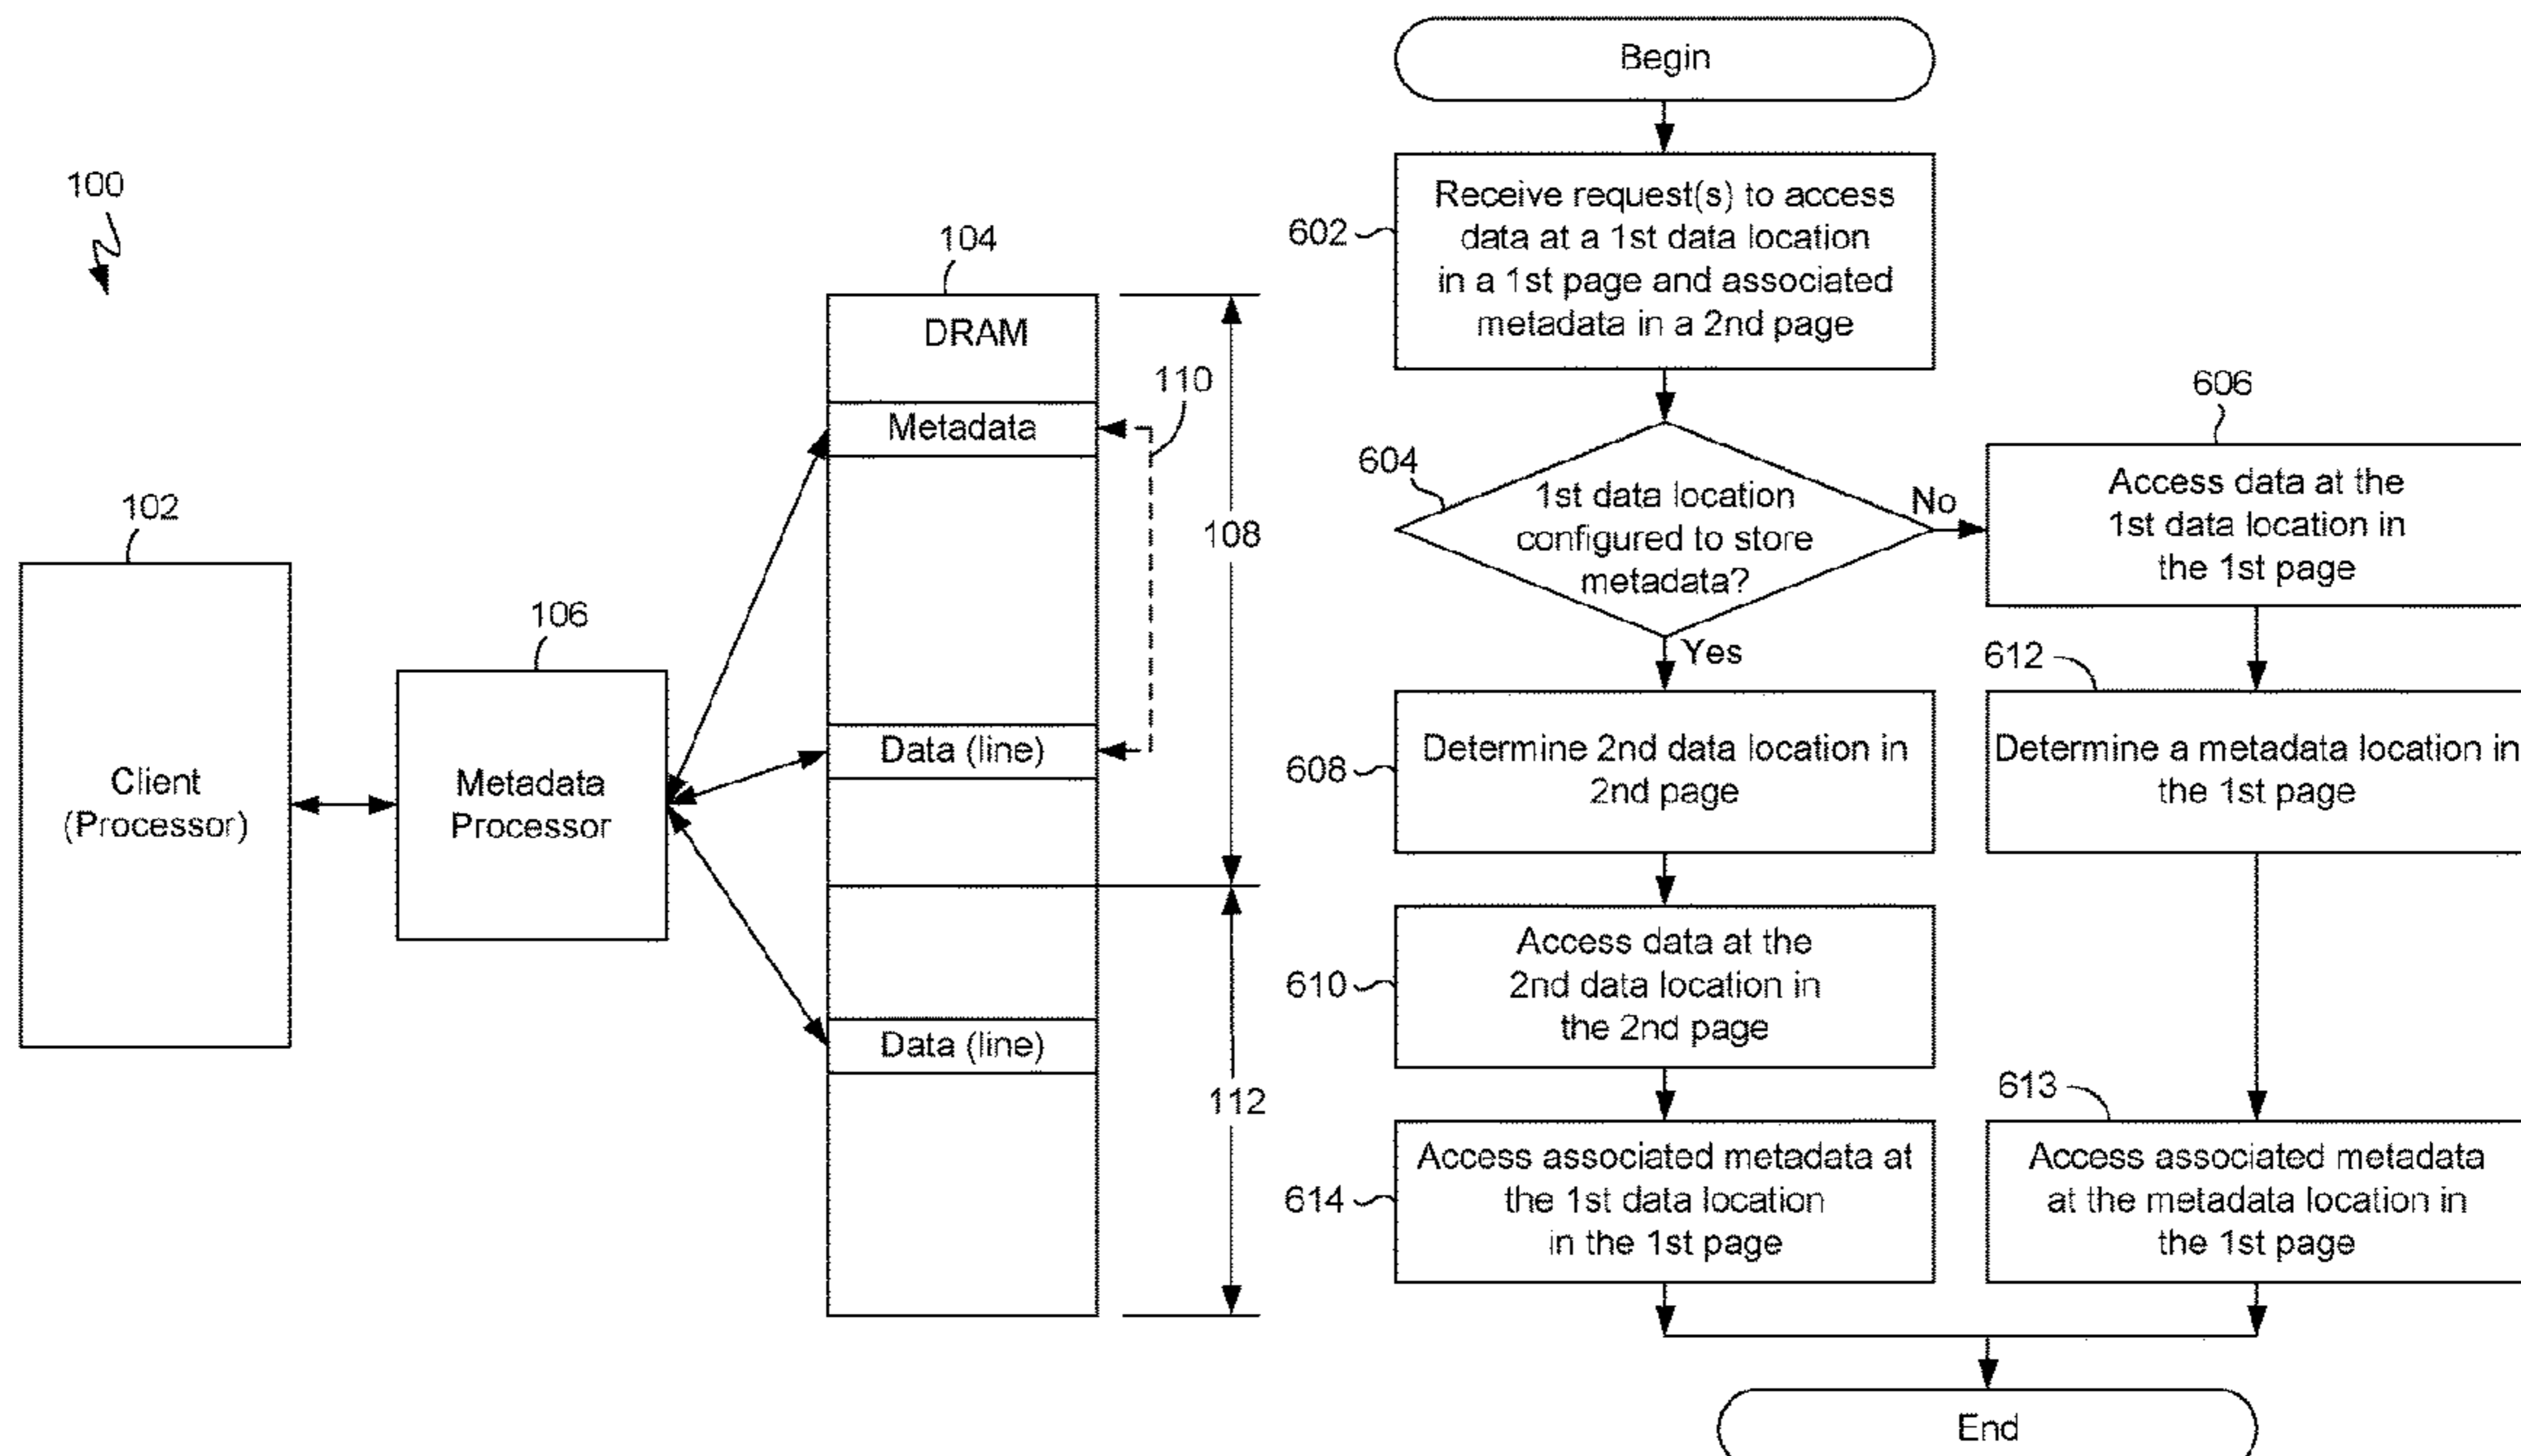 100
102
Client
(Processor)
106
Metadata
Processor
104
DRAM
Metadata
Data (line)
Data (line)
110
108
112
Begin
602
Receive request(s) to access
data at a 1st data location
in a 1st page and associated
metadata in a 2nd page
604
1st data location
configured to store
metadata?
No
Yes
606
Access data at the
1st data location in
the 1st page
608
Determine 2nd data location in
2nd page
612
Determine a metadata location in
the 1st page
610
Access data at the
2nd data location in
the 2nd page
614
Access associated metadata at
the 1st data location
in the 1st page
613
Access associated metadata
at the metadata location in
the 1st page
End